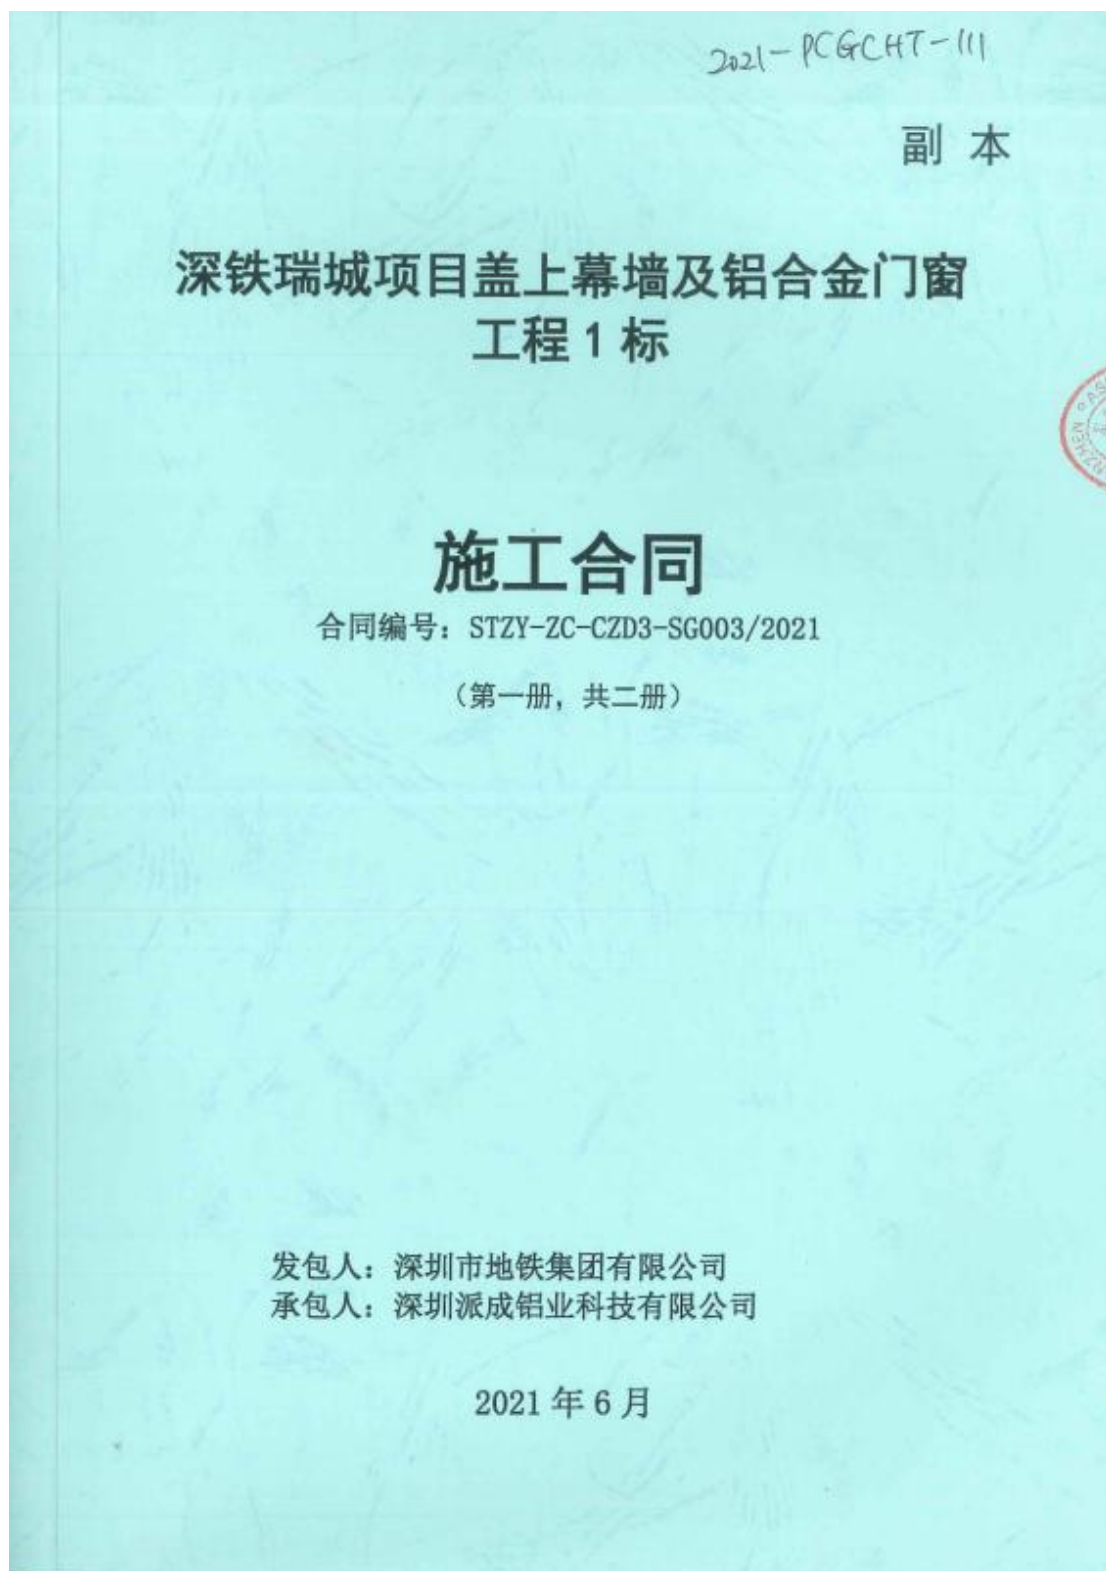 2021-PCGCHT-111
副 本
深铁瑞城项目盖上幕墙及铝合金门窗
工程 1 标
施工合同
合同编号：STZY-ZC-CZD3-SG003/2021
（第一册，共二册）
发包人：深圳市地铁集团有限公司
承包人：深圳派成铝业科技有限公司
2021 年 6 月